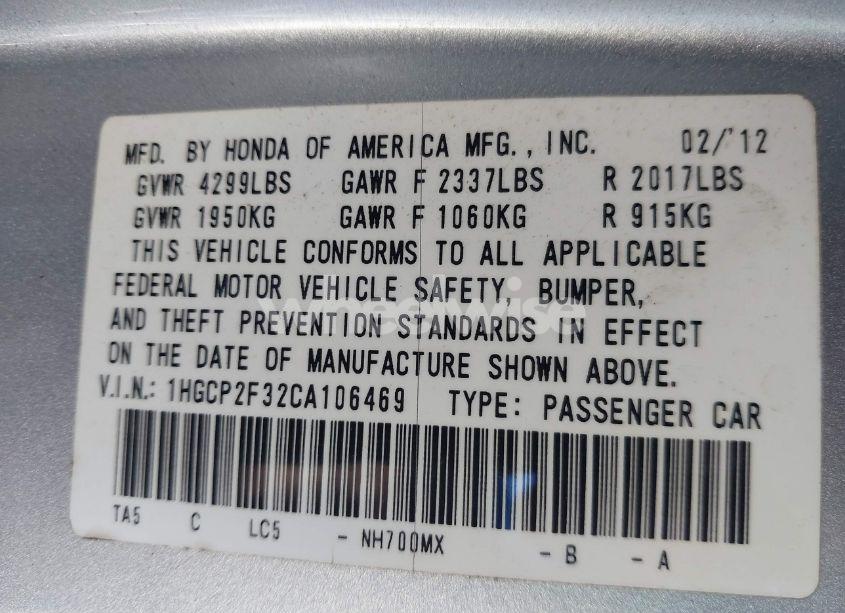 MFD. BY HONDA OF AMERICA MFG., INC. 02/'12
GVWR 4299LBS GAWR F 2337LBS R 2017LBS
GVWR 1950KG GAWR F 1060KG R 915KG
THIS VEHICLE CONFORMS TO ALL APPLICABLE
FEDERAL MOTOR VEHICLE SAFETY, BUMPER,
wheelwise
AND THEFT PREVENTION STANDARDS IN EFFECT
ON THE DATE OF MANUFACTURE SHOWN ABOVE.
V.I.N.: 1HGCP2F32CA106469 TYPE: PASSENGER CAR
TA5 C LC5 - NH700MX - B - A